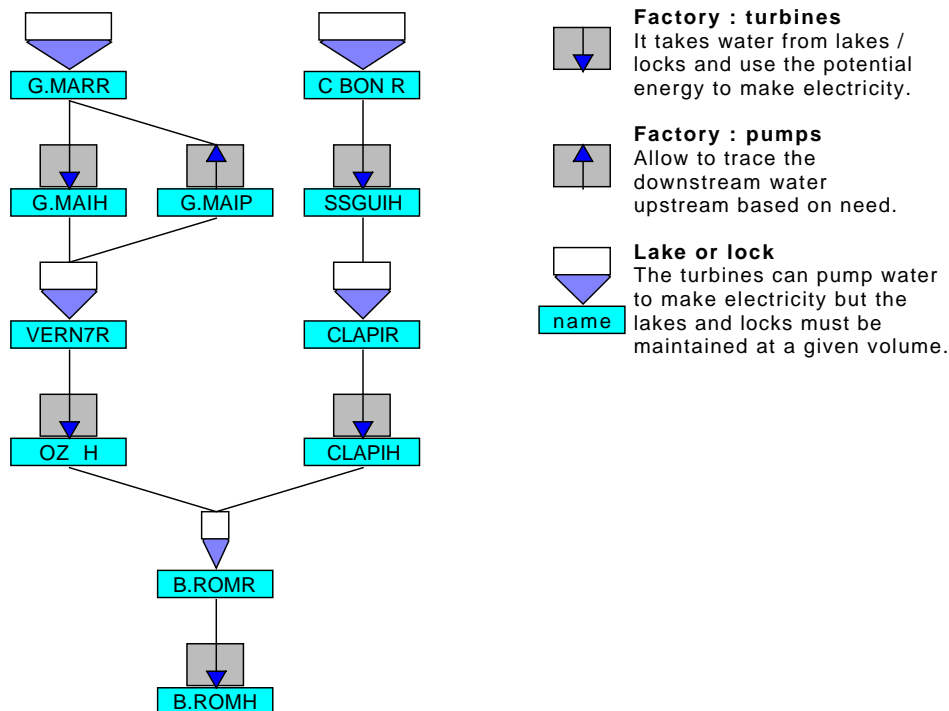 G.MARR
C BON R
G.MAIH
G.MAIP
SSGUIH
VERN7R
CLAPIR
OZ H
CLAPIH
B.ROMR
B.ROMH
Factory : turbines
It takes water from lakes /
locks and use the potential
energy to make electricity.
Factory : pumps
Allow to trace the
downstream water
upstream based on need.
Lake or lock
The turbines can pump water
to make electricity but the
lakes and locks must be
maintained at a given volume.
name